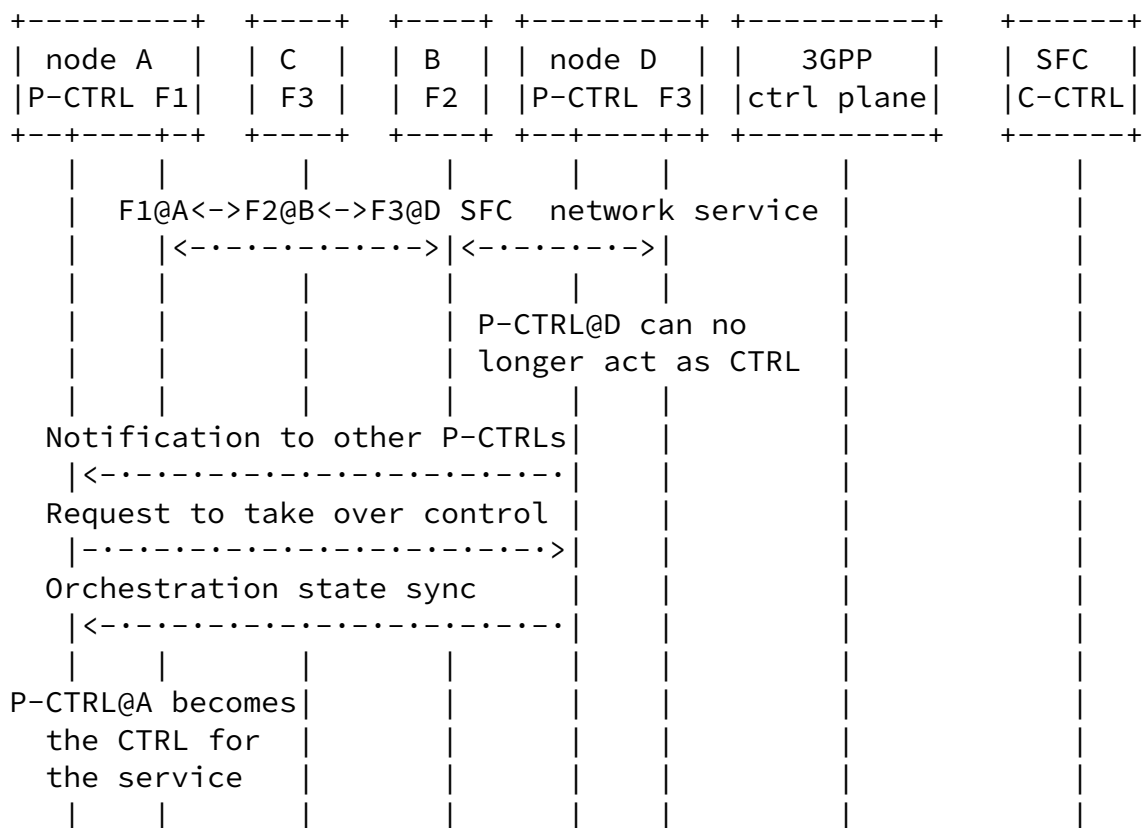 node A C B node D 3GPP SFC
P-CTRL F1 F3 F2 P-CTRL F3 ctrl plane C-CTRL
F1@A<->F2@B<->F3@D SFC network service
P-CTRL@D can no
longer act as CTRL
Notification to other P-CTRLs
Request to take over control
Orchestration state sync
P-CTRL@A becomes
the CTRL for
the service